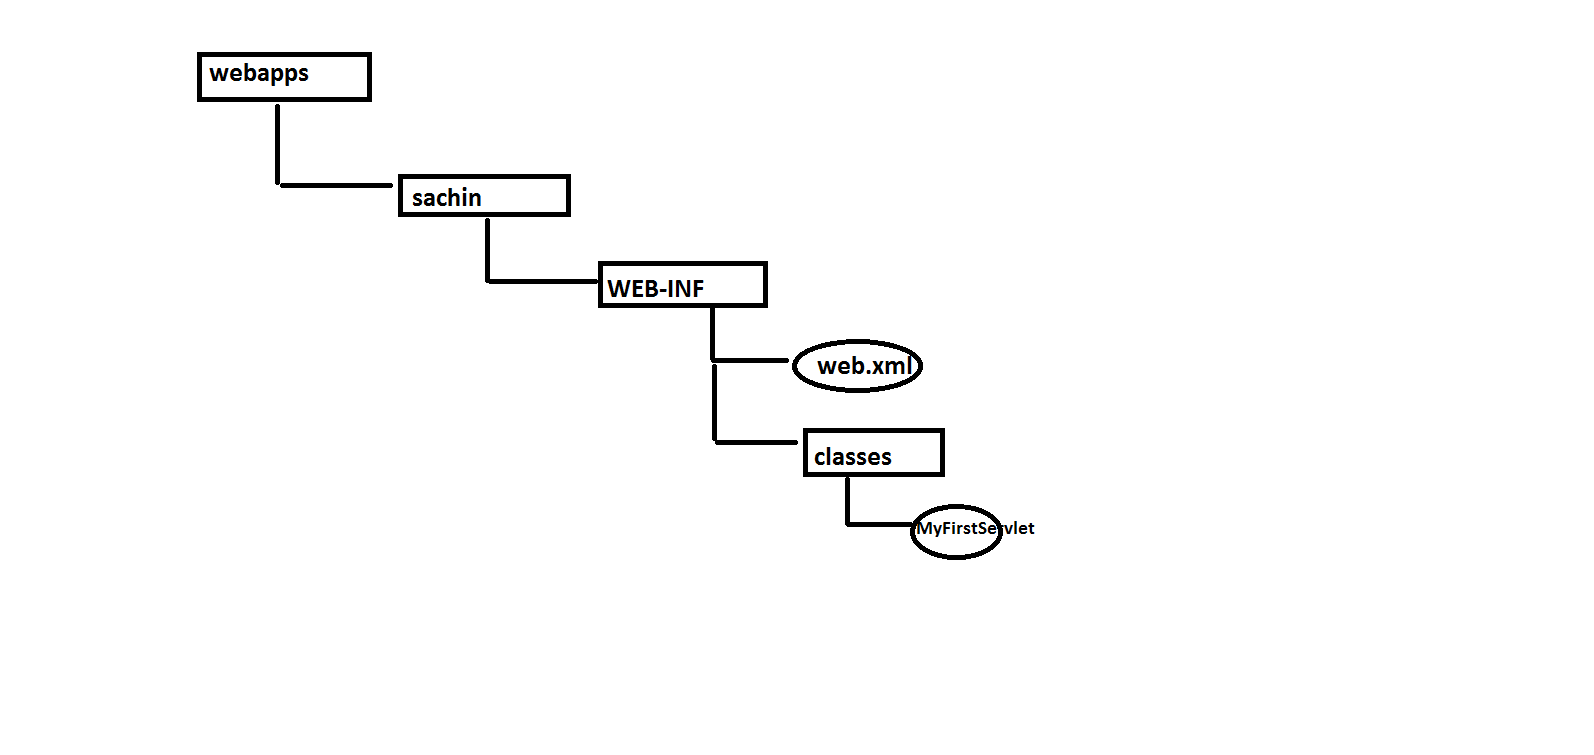 webapps
sachin
WEB-INF
web.xml
classes
MyFirstServlet